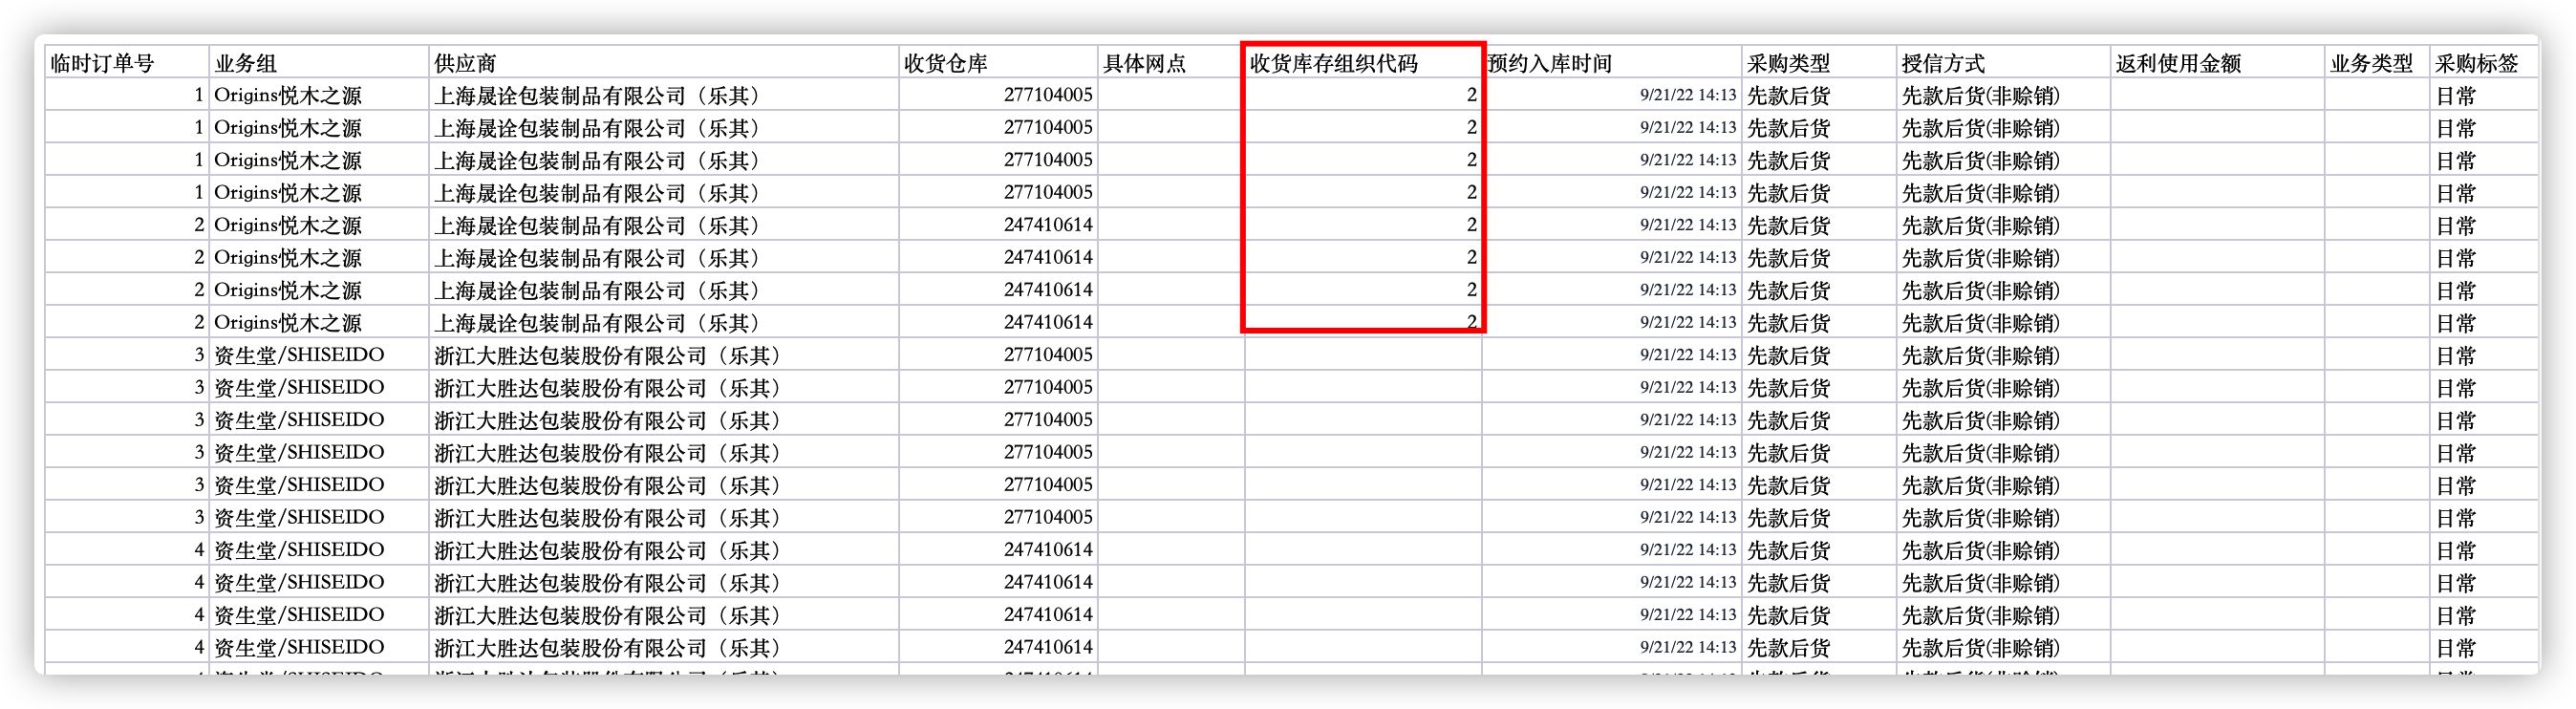 临时订单号 业务组 供应商 收货仓库 具体网点 收货库存组织代码 预约入库时间 采购类型 授信方式 返利使用金额 业务类型 采购标签
1 Origins悦木之源 上海晟诠包装制品有限公司（乐其） 277104005 2 9/21/22 14:13 先款后货 先款后货(非赊销) 日常
1 Origins悦木之源 上海晟诠包装制品有限公司（乐其） 277104005 2 9/21/22 14:13 先款后货 先款后货(非赊销) 日常
1 Origins悦木之源 上海晟诠包装制品有限公司（乐其） 277104005 2 9/21/22 14:13 先款后货 先款后货(非赊销) 日常
1 Origins悦木之源 上海晟诠包装制品有限公司（乐其） 277104005 2 9/21/22 14:13 先款后货 先款后货(非赊销) 日常
2 Origins悦木之源 上海晟诠包装制品有限公司（乐其） 247410614 2 9/21/22 14:13 先款后货 先款后货(非赊销) 日常
2 Origins悦木之源 上海晟诠包装制品有限公司（乐其） 247410614 2 9/21/22 14:13 先款后货 先款后货(非赊销) 日常
2 Origins悦木之源 上海晟诠包装制品有限公司（乐其） 247410614 2 9/21/22 14:13 先款后货 先款后货(非赊销) 日常
2 Origins悦木之源 上海晟诠包装制品有限公司（乐其） 247410614 2 9/21/22 14:13 先款后货 先款后货(非赊销) 日常
3 资生堂/SHISEIDO 浙江大胜达包装股份有限公司（乐其） 277104005 9/21/22 14:13 先款后货 先款后货(非赊销) 日常
3 资生堂/SHISEIDO 浙江大胜达包装股份有限公司（乐其） 277104005 9/21/22 14:13 先款后货 先款后货(非赊销) 日常
3 资生堂/SHISEIDO 浙江大胜达包装股份有限公司（乐其） 277104005 9/21/22 14:13 先款后货 先款后货(非赊销) 日常
3 资生堂/SHISEIDO 浙江大胜达包装股份有限公司（乐其） 277104005 9/21/22 14:13 先款后货 先款后货(非赊销) 日常
3 资生堂/SHISEIDO 浙江大胜达包装股份有限公司（乐其） 277104005 9/21/22 14:13 先款后货 先款后货(非赊销) 日常
3 资生堂/SHISEIDO 浙江大胜达包装股份有限公司（乐其） 277104005 9/21/22 14:13 先款后货 先款后货(非赊销) 日常
4 资生堂/SHISEIDO 浙江大胜达包装股份有限公司（乐其） 247410614 9/21/22 14:13 先款后货 先款后货(非赊销) 日常
4 资生堂/SHISEIDO 浙江大胜达包装股份有限公司（乐其） 247410614 9/21/22 14:13 先款后货 先款后货(非赊销) 日常
4 资生堂/SHISEIDO 浙江大胜达包装股份有限公司（乐其） 247410614 9/21/22 14:13 先款后货 先款后货(非赊销) 日常
4 资生堂/SHISEIDO 浙江大胜达包装股份有限公司（乐其） 247410614 9/21/22 14:13 先款后货 先款后货(非赊销) 日常